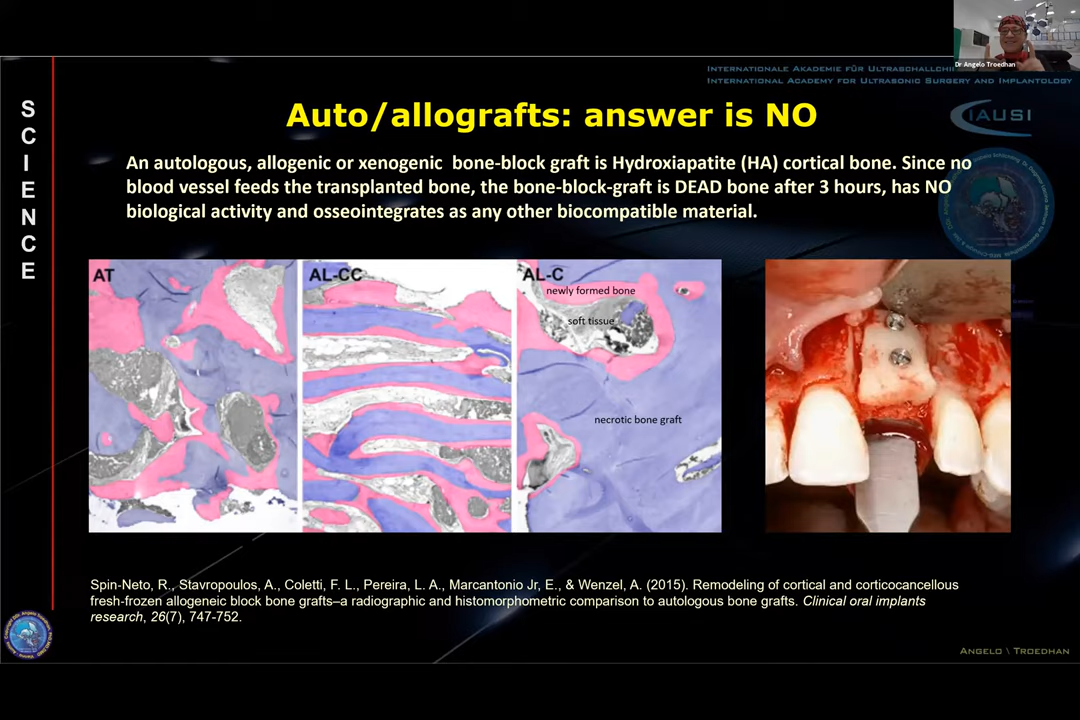 Dr Angelo Troedhan
INTERNATIONALE AKADEMIE FÜR ULTRASCHALLCHI
INTERNATIONAL ACADEMY FOR ULTRASONIC SURGERY AND IMPLANTOLOGY
IAUSI
SCIENCE
Auto/allografts: answer is NO
An autologous, allogenic or xenogenic bone-block graft is Hydroxiapatite (HA) cortical bone. Since no
blood vessel feeds the transplanted bone, the bone-block-graft is DEAD bone after 3 hours, has NO
biological activity and osseointegrates as any other biocompatible material.
AT
AL-CC
AL-C
newly formed bone
soft tissue
necrotic bone graft
Spin-Neto, R., Stavropoulos, A., Coletti, F. L., Pereira, L. A., Marcantonio Jr, E., & Wenzel, A. (2015). Remodeling of cortical and corticocancellous
fresh-frozen allogeneic block bone grafts–a radiographic and histomorphometric comparison to autologous bone grafts. Clinical oral implants
research, 26(7), 747-752.
ANGELO \ TROEDHAN